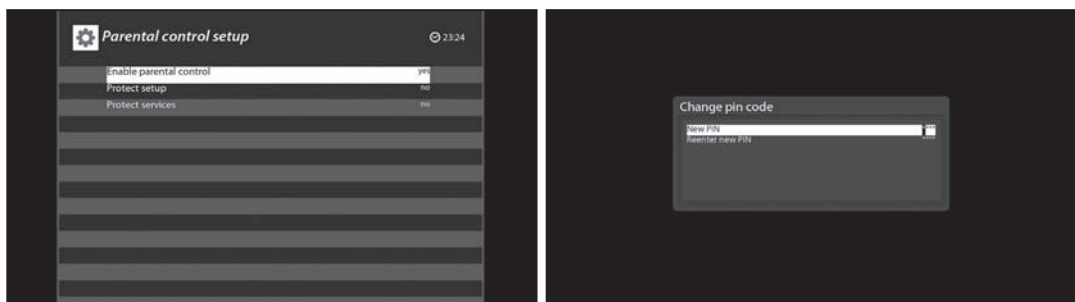 Parental control setup 23:24
Enable parental control yes
Protect setup no
Protect services no
Change pin code
New PIN ****
Reenter new PIN ****